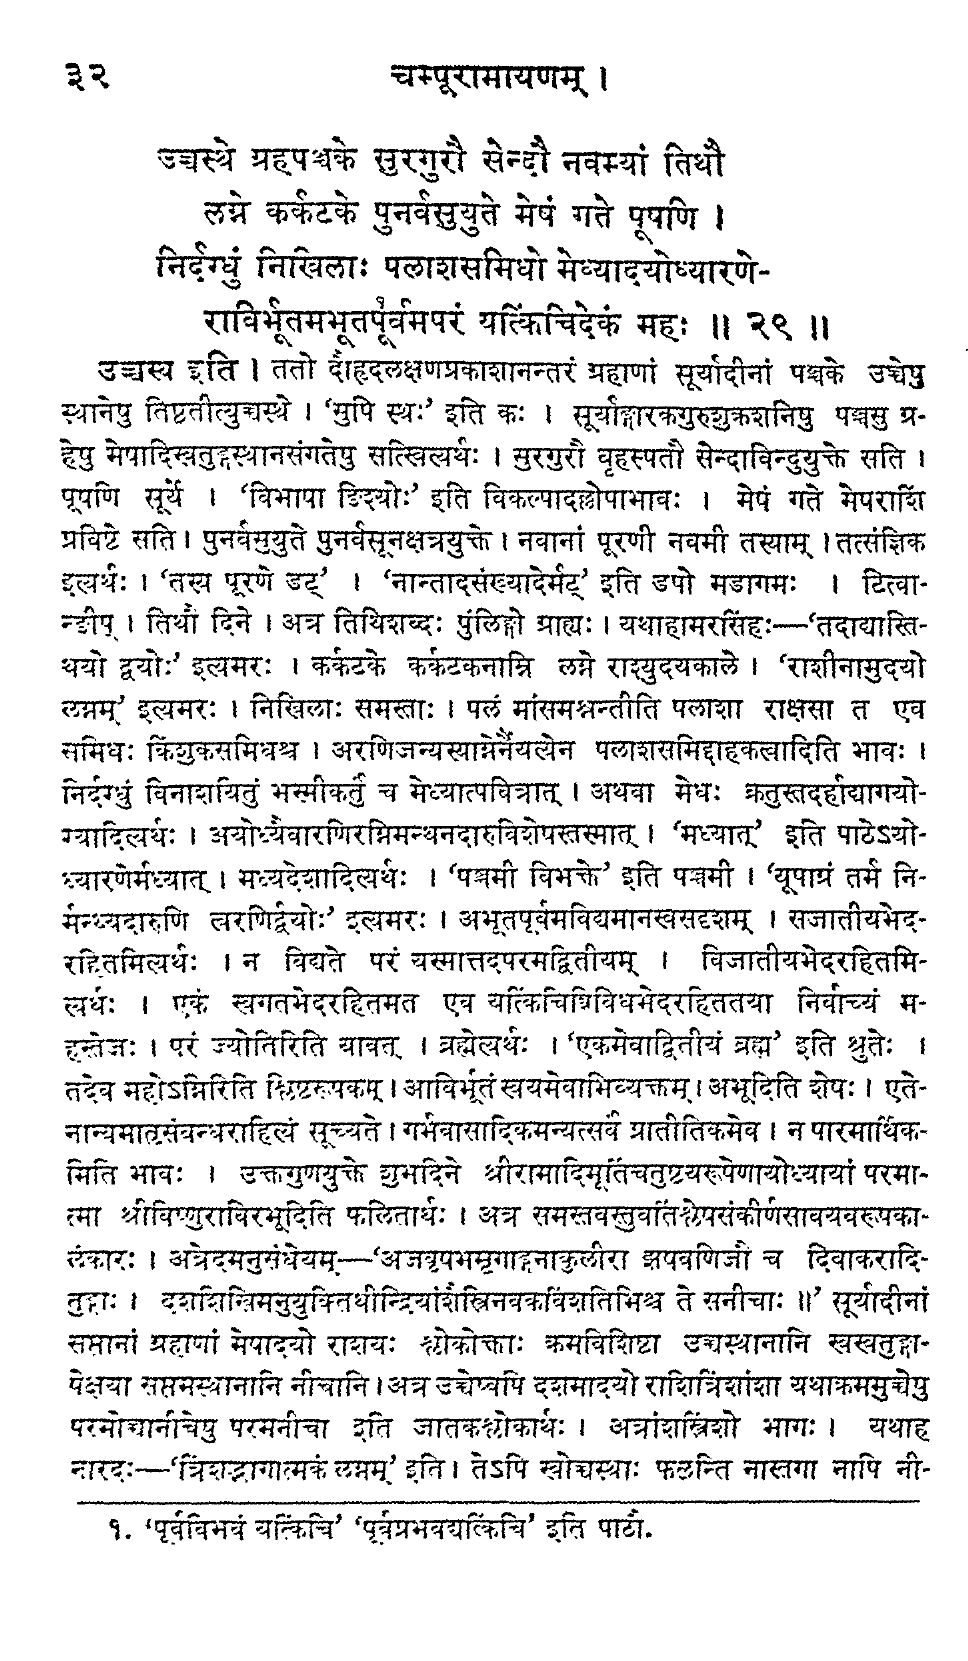 ३२ चम्पूरामायणम् ।
उच्चस्थे ग्रहपञ्चके सुरगुरौ सेन्दौ नवम्यां तिथौ
लग्ने कर्कटके पुनर्वसुयुते मेषं गते पूषणि ।
निर्दग्धुं निखिलाः पलाशसमिधो मेध्यादयोध्यारणे-
राविर्भूतमभूतपूर्वमपरं यत्किंचिदेकं महः ॥ २९ ॥
उच्चस्थ इति । ततो दौहृदलक्षणप्रकाशानन्तरं ग्रहाणां सूर्यादीनां पञ्चके उच्चेषु
स्थानेषु तिष्ठतीत्युच्चस्थे । ‘सुपि स्थः’ इति कः । सूर्याङ्गारकगुरुशुक्रशनिषु पञ्चसु ग्र-
हेषु मेषादिस्वतुङ्गस्थानसंगतेषु सत्स्वित्यर्थः । सुरगुरौ बृहस्पतौ सेन्दाविन्दुयुक्ते सति ।
पूषणि सूर्ये । ‘विभाषा ङिश्योः’ इति विकल्पादल्लोपाभावः । मेषं गते मेषराशिं
प्रविष्टे सति । पुनर्वसुयुते पुनर्वसूनक्षत्रयुक्ते । नवानां पूरणी नवमी तस्याम् । तत्संज्ञिक
इत्यर्थः । ‘तस्य पूरणे डट्’ । ‘नान्तादसंख्यादेर्मट्’ इति डषो मडागमः । टित्वा-
न्ङीप् । तिथौ दिने । अत्र तिथिशब्दः पुंलिङ्गो ग्राह्यः । यथाहामरसिंहः—‘तदाद्यास्ति-
थयो द्वयोः’ इत्यमरः । कर्कटके कर्कटकनाम्नि लग्ने राश्युदयकाले । ‘राशीनामुदयो
लग्नम्’ इत्यमरः । निखिलाः समस्ताः । पलं मांसमश्नन्तीति पलाशा राक्षसा त एव
समिधः किंशुकसमिधश्च । अरणिजन्यस्याग्नेर्नैयत्येन पलाशसमिद्दाहकत्वादिति भावः ।
निर्दग्धुं विनाशयितुं भस्मीकर्तुं च मेध्यात्पवित्रात् । अथवा मेधः क्रतुस्तदर्हाद्यागयो-
ग्यादित्यर्थः । अयोध्यैवारणिरग्निमन्थनदारुविशेषस्तस्मात् । ‘मध्यात्’ इति पाठेऽयो-
ध्यारणेर्मध्यात् । मध्यदेशादित्यर्थः । ‘पञ्चमी विभक्ते’ इति पञ्चमी । ‘यूपाग्रं तर्म नि-
र्मन्थ्यदारुणि त्वरणिर्द्वयोः’ इत्यमरः । अभूतपूर्वमविद्यमानस्वसदृशम् । सजातीयभेद-
रहितमित्यर्थः । न विद्यते परं यस्मात्तदपरमद्वितीयम् । विजातीयभेदरहितमि-
त्यर्थः । एकं स्वगतभेदरहितमत एव यत्किंचित्त्रिविधभेदरहिततया निर्वाच्यं म-
हस्तेजः । परं ज्योतिरिति यावत् । ब्रह्मेत्यर्थः । ‘एकमेवाद्वितीयं ब्रह्म’ इति श्रुतेः ।
तदेव महोऽग्निरिति श्लिष्टरूपकम् । आविर्भूतं स्वयमेवाभिव्यक्तम् । अभूदिति शेषः । एते-
नान्यमातृसंबन्धराहित्यं सूच्यते । गर्भवासादिकमन्यत्सर्वं प्रातीतिकमेव । न पारमार्थिक-
मिति भावः । उक्तगुणयुक्ते शुभदिने श्रीरामादिमूर्तिचतुष्टयरूपेणायोध्यायां परमा-
त्मा श्रीविष्णुराविरभूदिति फलितार्थः । अत्र समस्तवस्तुवर्तिश्लेषसंकीर्णसावयवरूपका-
लंकारः । अत्रेदमनुसंधेयम्—‘अजवृषभमृगाङ्गनाकुलीरा झषवणिजौ च दिवाकरादि-
तुङ्गाः । दशशिखिमनुयुक्तिथीन्द्रियांशैस्त्रिनवकविंशतिभिश्च ते सनीचाः ॥’ सूर्यादीनां
सप्तानां ग्रहाणां मेषादयो राशयः श्लोकोक्ताः क्रमविशिष्टा उच्चस्थानानि स्वस्वतुङ्गा-
पेक्षया सप्तमस्थानानि नीचानि । अत्र उच्चेष्वपि दशमादयो राशित्रिंशांशा यथाक्रममुच्चेषु
परमोच्चानीचेषु परमनीचा इति जातकश्लोकार्थः । अत्रांशस्त्रिंशो भागः । यथाह
नारदः—‘त्रिंशद्भागात्मकं लग्नम्’ इति । तेऽपि स्वोच्चस्थाः फलन्ति नास्तगा नापि नी-
१. ‘पूर्वविभवं यत्किंचि’ ‘पूर्वप्रभवद्यत्किंचि’ इति पाठौ.